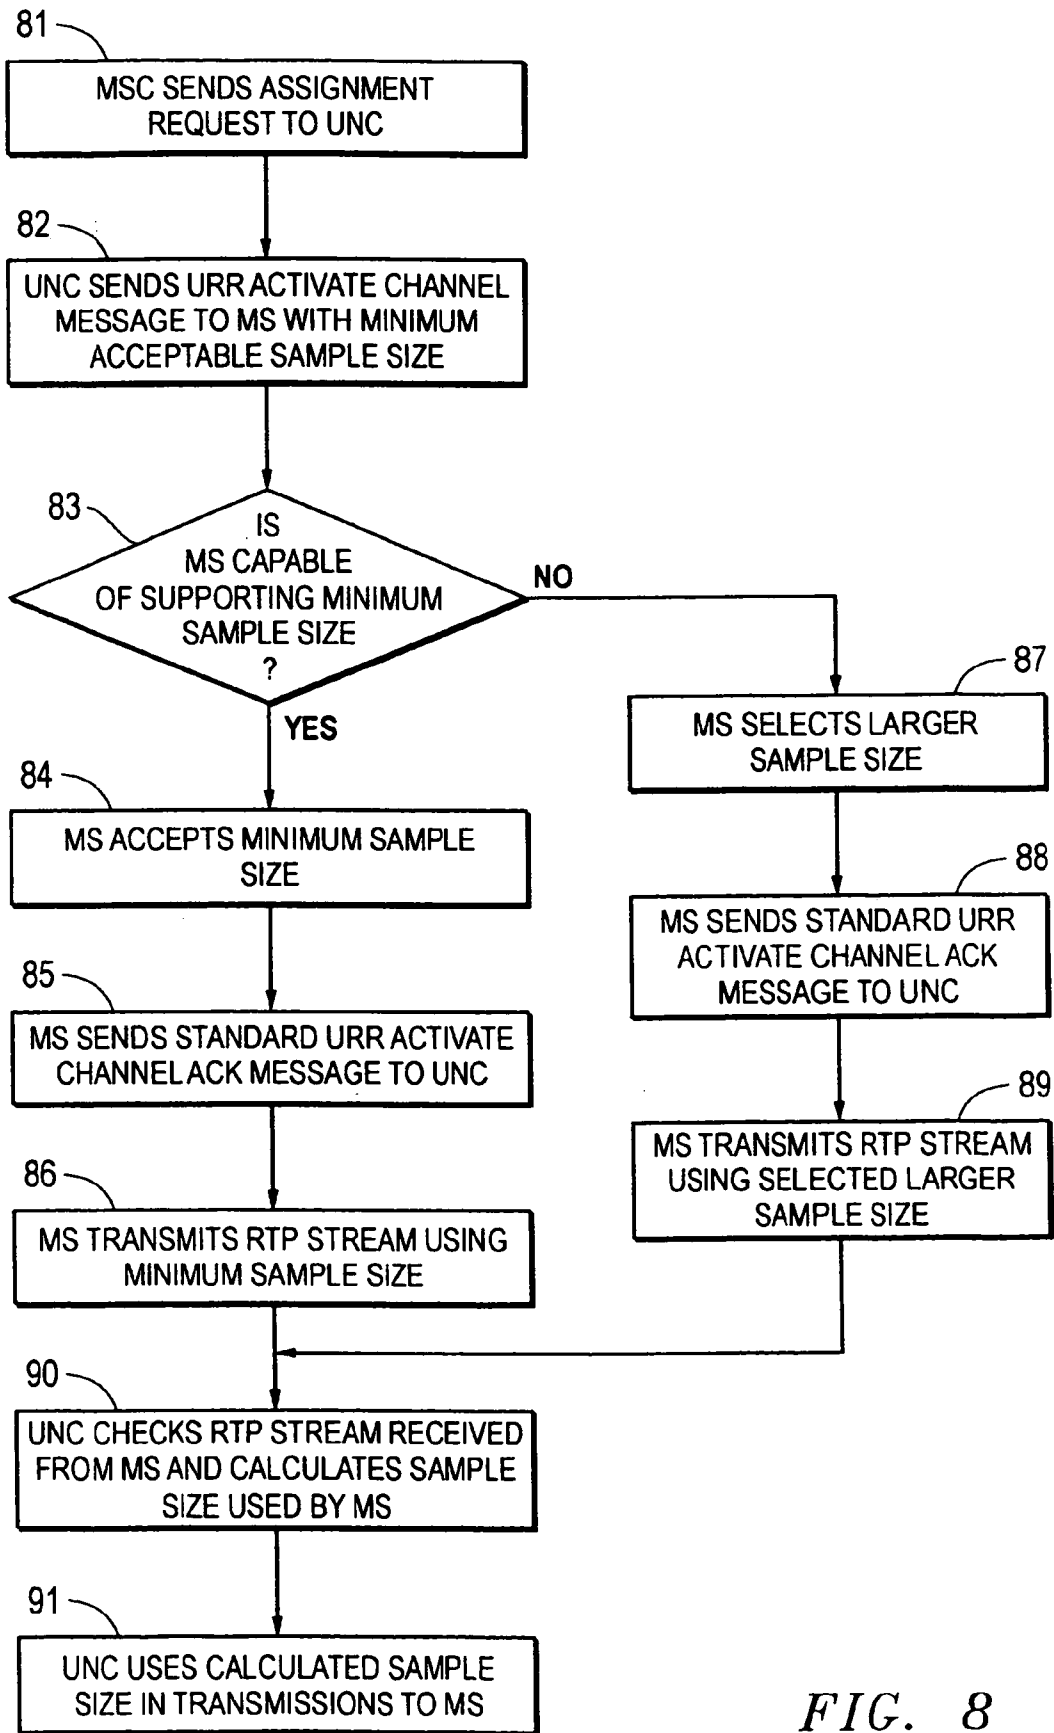 81
MSC SENDS ASSIGNMENT
REQUEST TO UNC
82
UNC SENDS URR ACTIVATE CHANNEL
MESSAGE TO MS WITH MINIMUM
ACCEPTABLE SAMPLE SIZE
83
IS
MS CAPABLE
OF SUPPORTING MINIMUM
SAMPLE SIZE
?
NO
YES
84
MS ACCEPTS MINIMUM SAMPLE
SIZE
85
MS SENDS STANDARD URR ACTIVATE
CHANNEL ACK MESSAGE TO UNC
86
MS TRANSMITS RTP STREAM USING
MINIMUM SAMPLE SIZE
87
MS SELECTS LARGER
SAMPLE SIZE
88
MS SENDS STANDARD URR
ACTIVATE CHANNEL ACK
MESSAGE TO UNC
89
MS TRANSMITS RTP STREAM
USING SELECTED LARGER
SAMPLE SIZE
90
UNC CHECKS RTP STREAM RECEIVED
FROM MS AND CALCULATES SAMPLE
SIZE USED BY MS
91
UNC USES CALCULATED SAMPLE
SIZE IN TRANSMISSIONS TO MS
FIG. 8